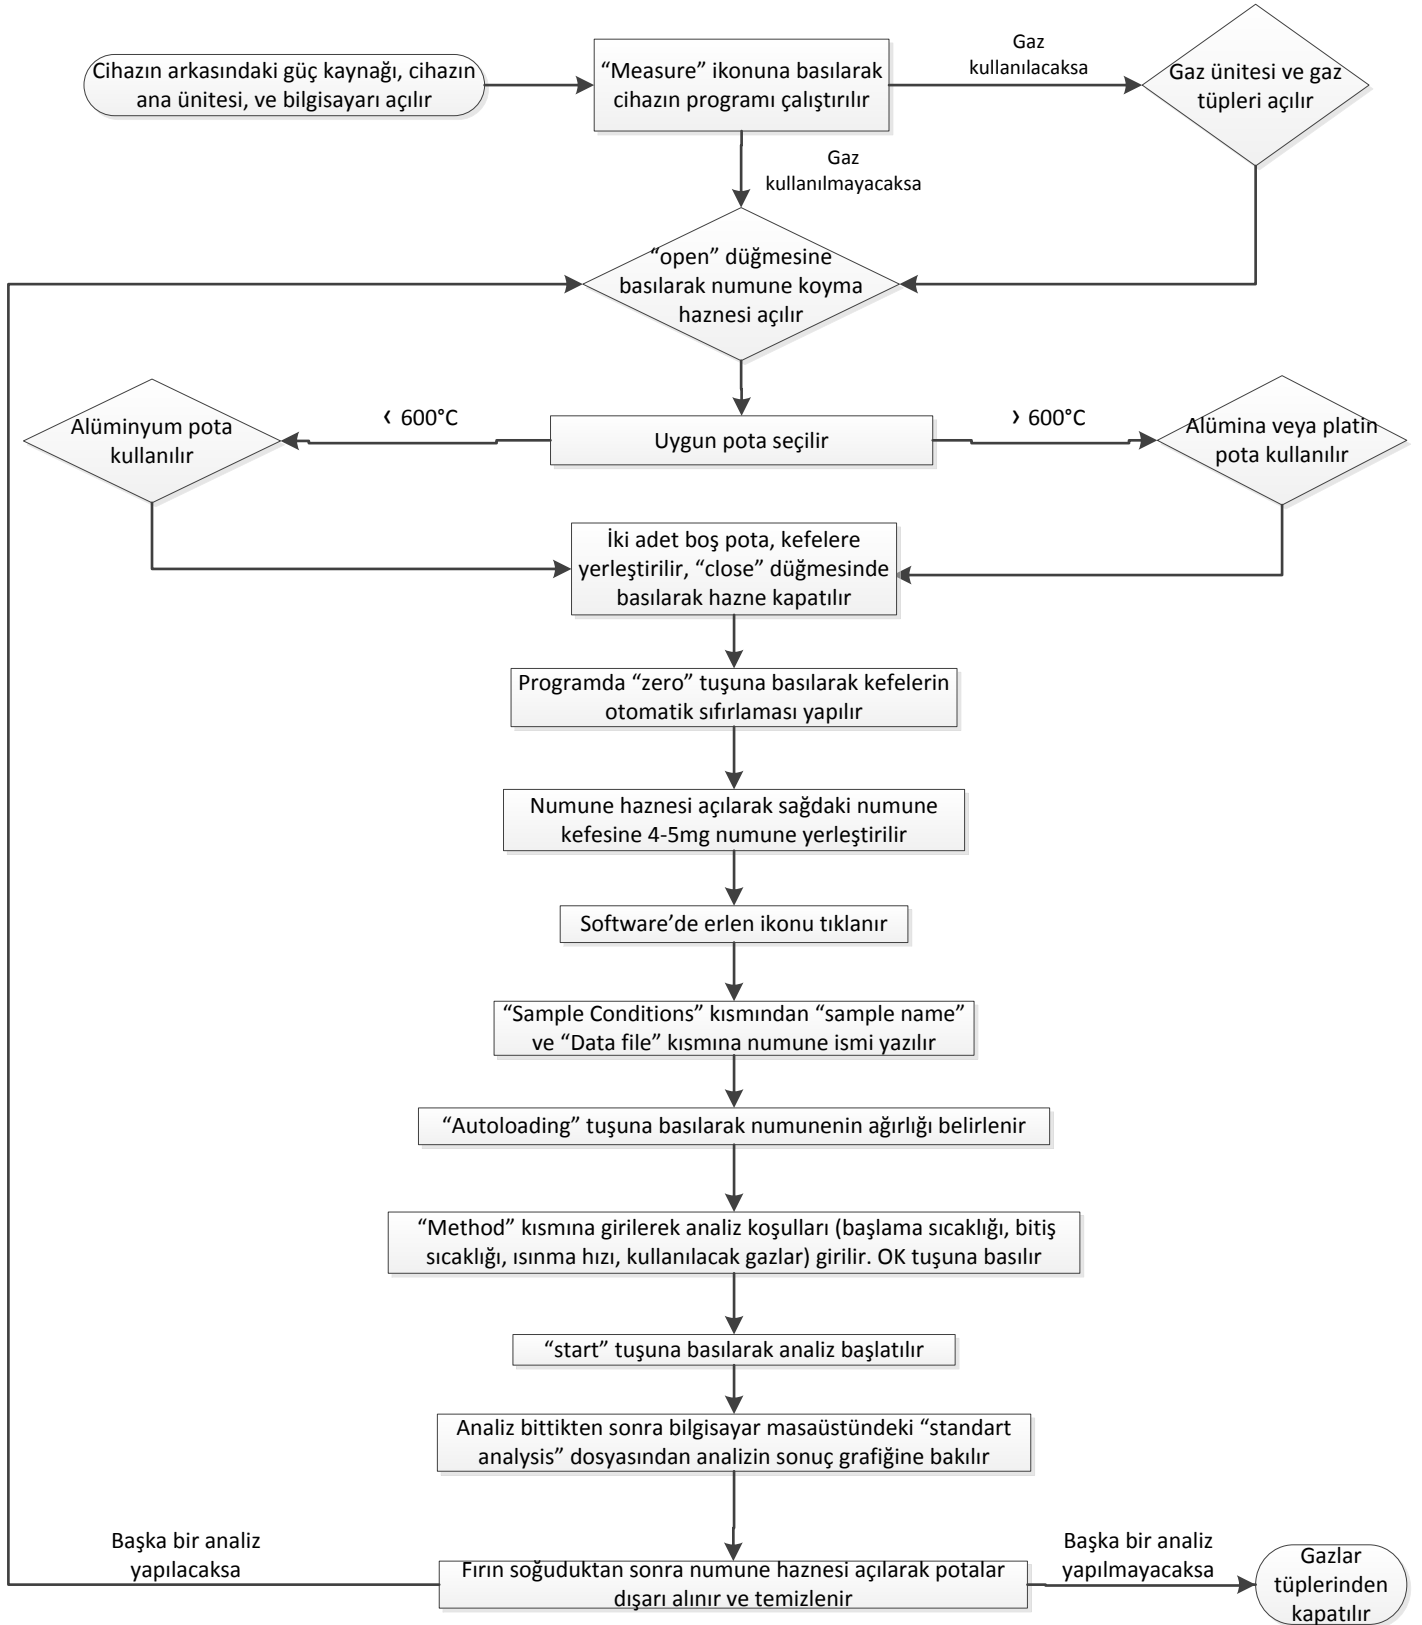 Cihazın arkasındaki güç kaynağı, cihazın
ana ünitesi, ve bilgisayarı açılır
“Measure” ikonuna basılarak
cihazın programı çalıştırılır
Gaz
kullanılacaksa
Gaz ünitesi ve gaz
tüpleri açılır
Gaz
kullanılmayacaksa
“open” düğmesine
basılarak numune koyma
haznesi açılır
Alüminyum pota
kullanılır
< 600°C
Uygun pota seçilir
> 600°C
Alümina veya platin
pota kullanılır
İki adet boş pota, kefelere
yerleştirilir, “close” düğmesinde
basılarak hazne kapatılır
Programda “zero” tuşuna basılarak kefelerin
otomatik sıfırlaması yapılır
Numune haznesi açılarak sağdaki numune
kefesine 4-5mg numune yerleştirilir
Software’de erlen ikonu tıklanır
“Sample Conditions” kısmından “sample name”
ve “Data file” kısmına numune ismi yazılır
“Autoloading” tuşuna basılarak numunenin ağırlığı belirlenir
“Method” kısmına girilerek analiz koşulları (başlama sıcaklığı, bitiş
sıcaklığı, ısınma hızı, kullanılacak gazlar) girilir. OK tuşuna basılır
“start” tuşuna basılarak analiz başlatılır
Analiz bittikten sonra bilgisayar masaüstündeki “standart
analysis” dosyasından analizin sonuç grafiğine bakılır
Başka bir analiz
yapılacaksa
Fırın soğuduktan sonra numune haznesi açılarak potalar
dışarı alınır ve temizlenir
Başka bir analiz
yapılmayacaksa
Gazlar
tüplerinden
kapatılır